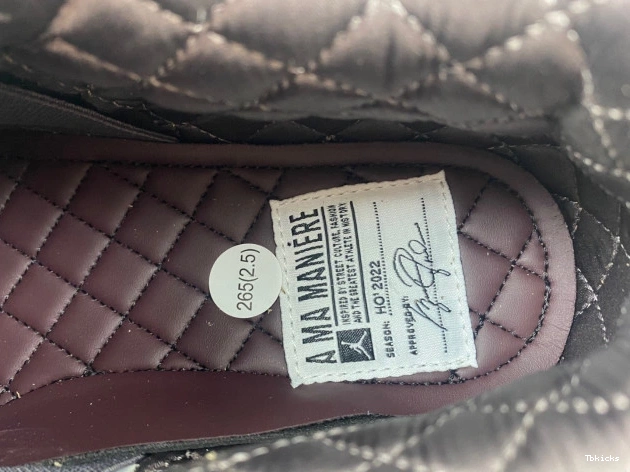 265(2.5)
A MA MANIÉRE
INSPIRED BY STREET CULTURE, FASHION
AND THE GREATEST ATHLETE IN HISTORY
SEASON: HO' 2022
APPROVED BY:
Tbkicks